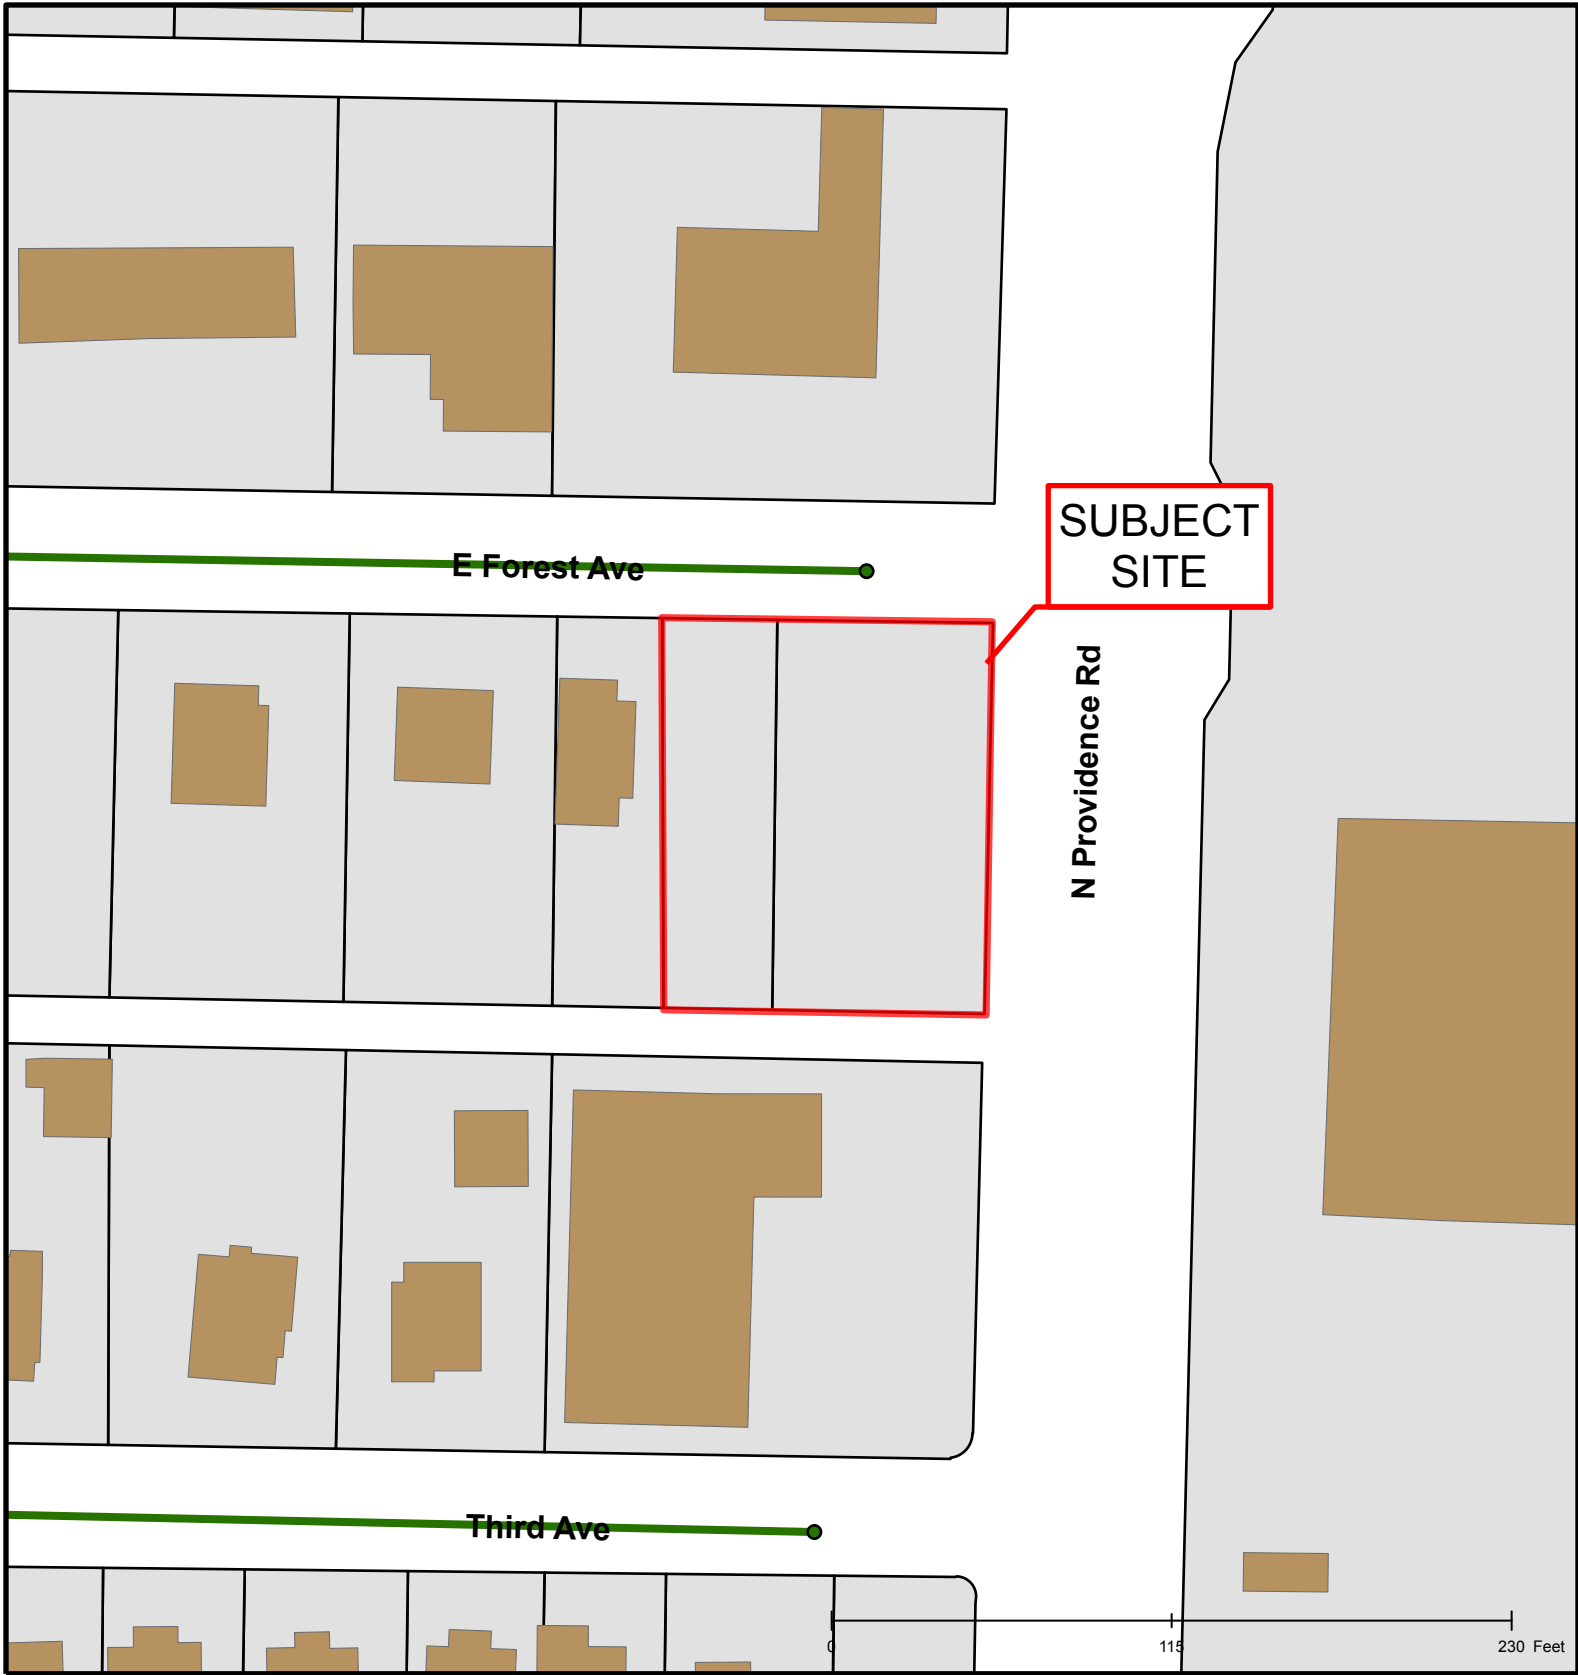 SUBJECT
SITE
E Forest Ave
N Providence Rd
Third Ave
0 115 230 Feet